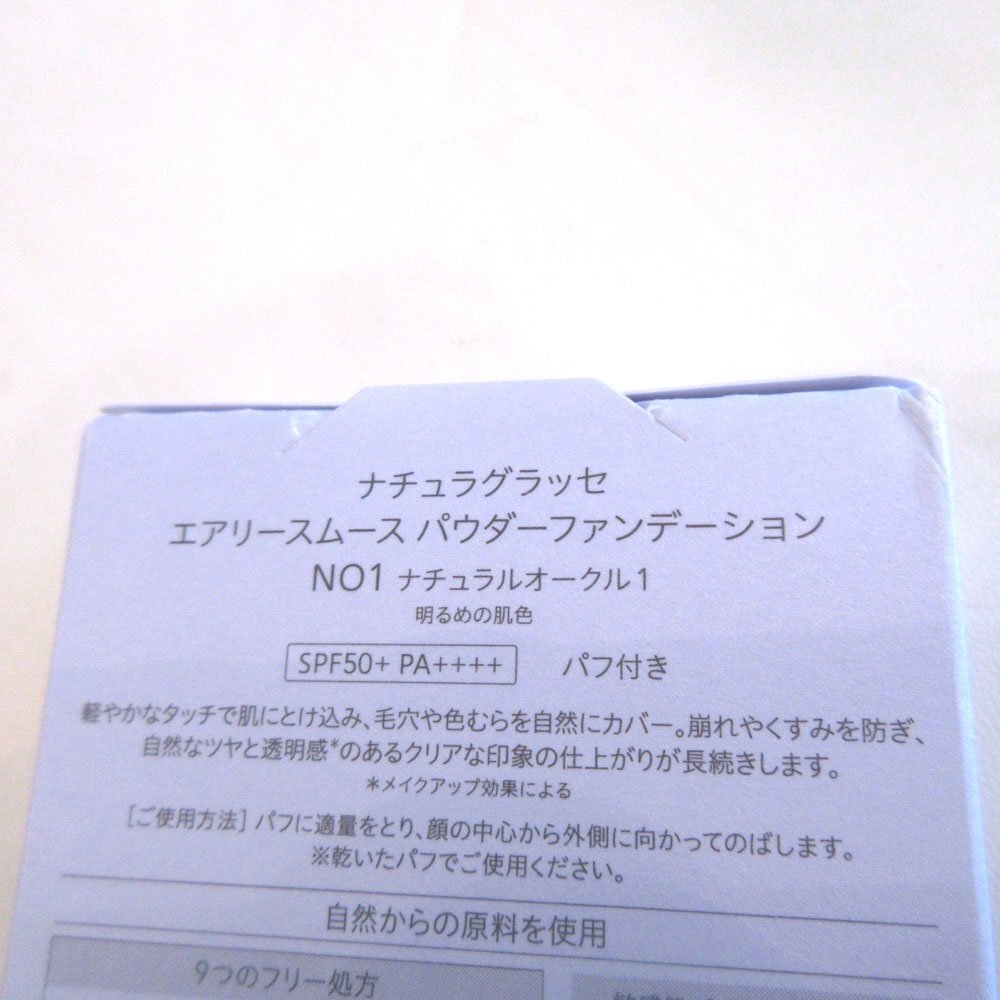 ナチュラグラッセ
エアリースムース パウダーファンデーション
NO1 ナチュラルオークル1
明るめの肌色
SPF50+ PA++++ パフ付き
軽やかなタッチで肌にとけ込み、毛穴や色むらを自然にカバー。崩れやくすみを防ぎ、
自然なツヤと透明感*のあるクリアな印象の仕上がりが長続きします。
*メイクアップ効果による
[ご使用方法] パフに適量をとり、顔の中心から外側に向かってのばします。
※乾いたパフでご使用ください。
自然からの原料を使用
9つのフリー処方